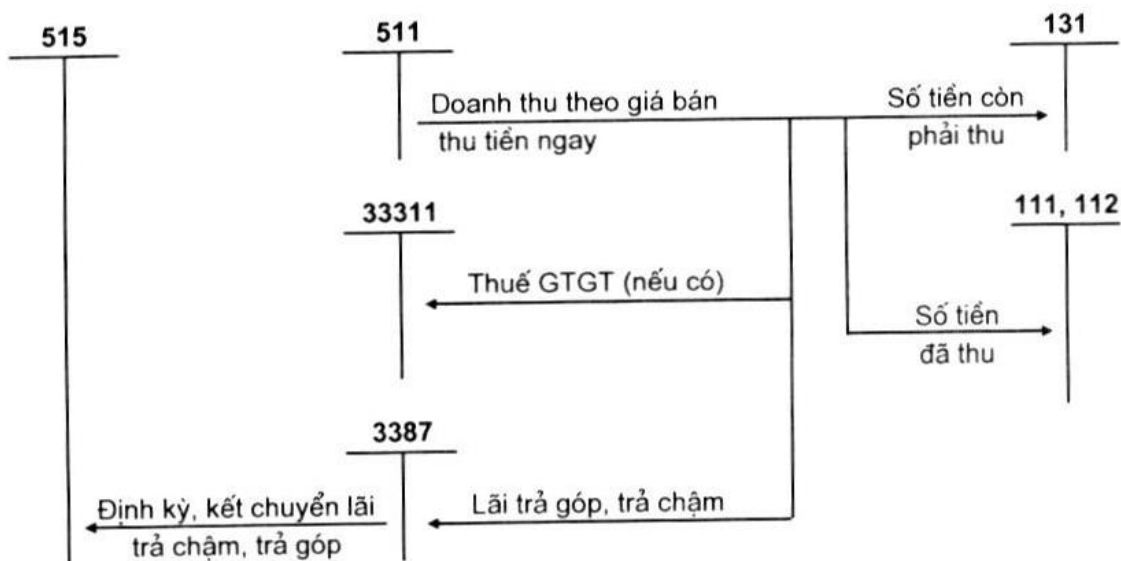 515
511
131
Doanh thu theo giá bán
thu tiền ngay
Số tiền còn
phải thu
33311
111, 112
Thuế GTGT (nếu có)
Số tiền
đã thu
3387
Định kỳ, kết chuyển lãi
trả chậm, trả góp
Lãi trả góp, trả chậm